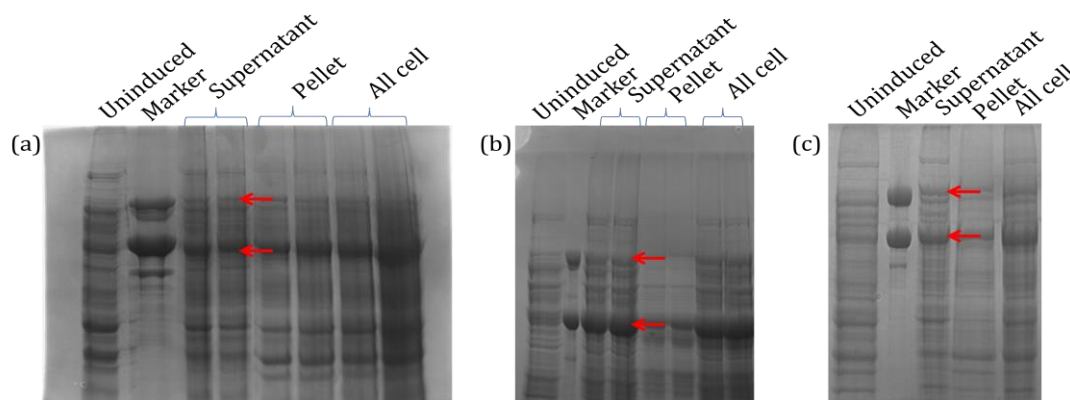 (a)
Uninduced
Marker
Supernatant
Pellet
All cell
(b)
Uninduced
Marker
Supernatant
Pellet
All cell
(c)
Uninduced
Marker
Supernatant
Pellet
All cell